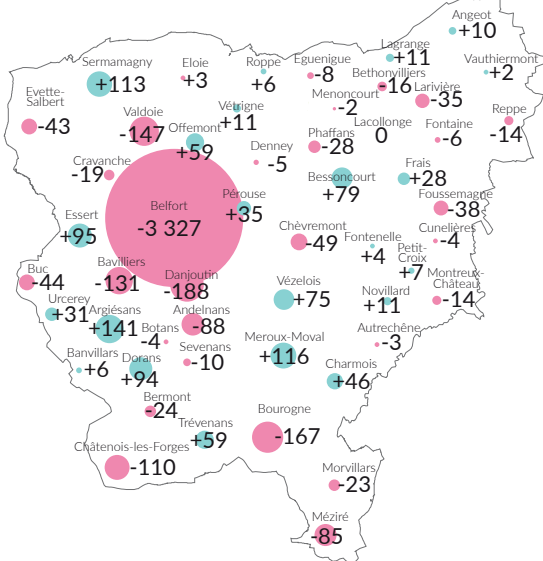 Angeot
+10
Lagrange
+11
Sermamagny
+113
Eloie
+3
Roppe
+6
Eguenigue
-8
Vauthiermont
+2
Bethonvilliers
-16
Larivière
-35
Evette-
Salbert
-43
Menoncourt
-2
Vétrigne
+11
Reppe
-14
Valdoie
-147
Offemont
+59
Lacollonge
0
Phaffans
-28
Fontaine
-6
Denney
-5
Cravanche
-19
Frais
+28
Bessoncourt
+79
Pérouse
+35
Foussemagne
-38
Belfort
-3 327
Essert
+95
Chèvremont
-49
Cunelières
-4
Fontenelle
+4
Petit-
Croix
+7
Bavilliers
-131
Buc
-44
Danjoutin
-188
Montreux-
Château
-14
Vézelois
+75
Novillard
+11
Urcerey
+31
Argiésans
+141
Andelnans
-88
Botans
-4
Autrechêne
-3
Meroux-Moval
+116
Sevenans
-10
Banvillars
+6
Dorans
+94
Charmois
+46
Bermont
-24
Bourogne
-167
Trévenans
+59
Châtenois-les-Forges
-110
Morvillars
-23
Méziré
-85